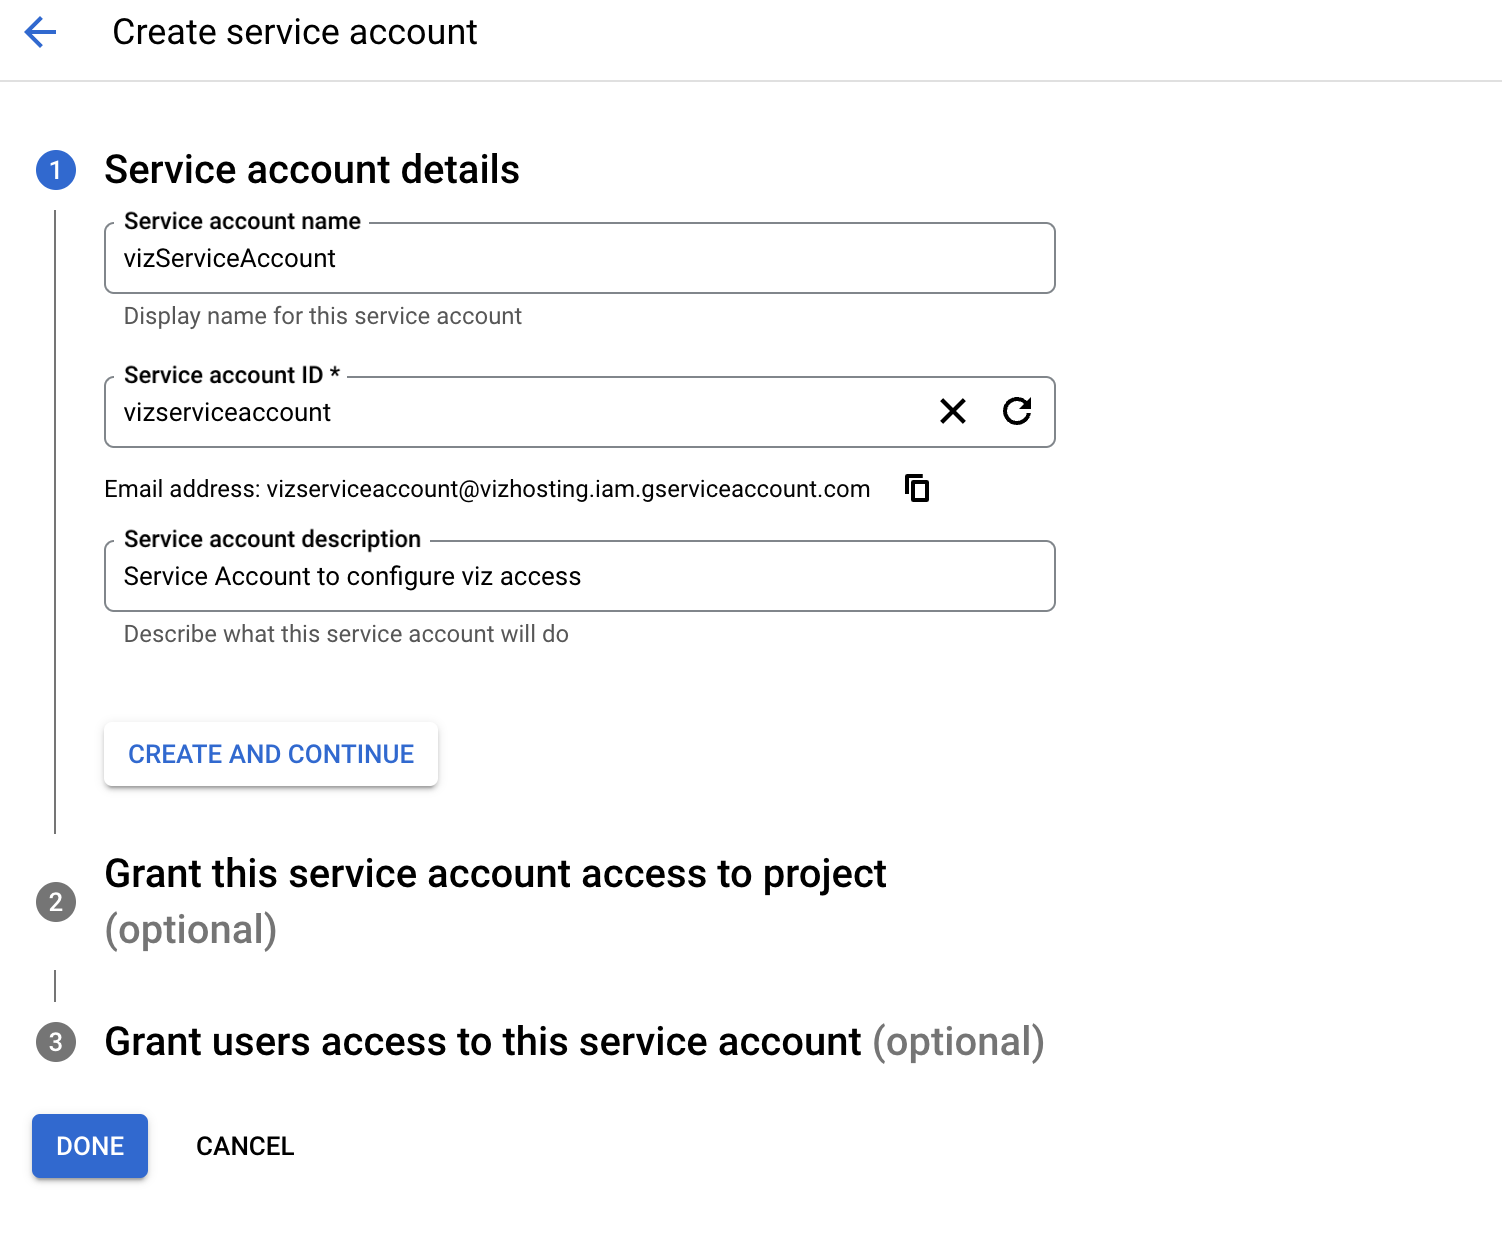 Create service account
1 Service account details
Service account name
vizServiceAccount
Display name for this service account
Service account ID *
vizserviceaccount
Email address: vizserviceaccount@vizhosting.iam.gserviceaccount.com
Service account description
Service Account to configure viz access
Describe what this service account will do
CREATE AND CONTINUE
2 Grant this service account access to project
(optional)
3 Grant users access to this service account (optional)
DONE CANCEL